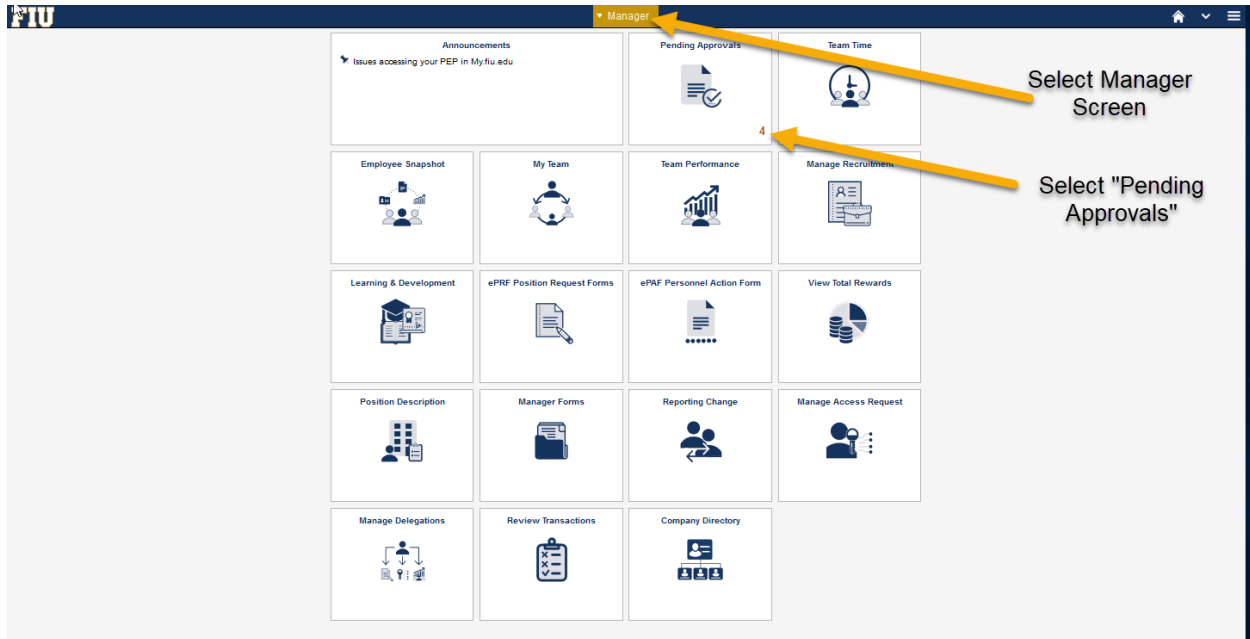 FIU
Manager
Announcements
Issues accessing your PEP in My.fiu.edu
Pending Approvals
4
Team Time
Select Manager
Screen
Employee Snapshot
My Team
Team Performance
Manage Recruitment
Select "Pending
Approvals"
Learning & Development
ePRF Position Request Forms
ePAF Personnel Action Form
View Total Rewards
Position Description
Manager Forms
Reporting Change
Manage Access Request
Manage Delegations
Review Transactions
Company Directory